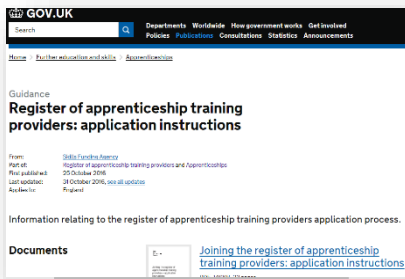 GOV.UK
Search
Departments Worldwide How government works Get involved
Policies Publications Consultations Statistics Announcements
Home > Further education and skills > Apprenticeships
Guidance
Register of apprenticeship training
providers: application instructions
From: Skills Funding Agency
Part of: Register of apprenticeship training providers and Apprenticeships
First published: 25 October 2016
Last updated: 31 October 2016, see all updates
Applies to: England
Information relating to the register of apprenticeship training providers application process.
Documents
Joining the register of apprenticeship
training providers: application instructions